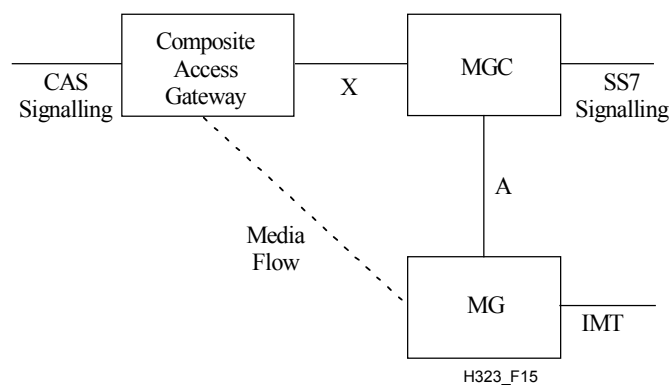 Composite
Access
Gateway
MGC
CAS
Signalling
X
SS7
Signalling
A
Media
Flow
MG
IMT
H323_F15